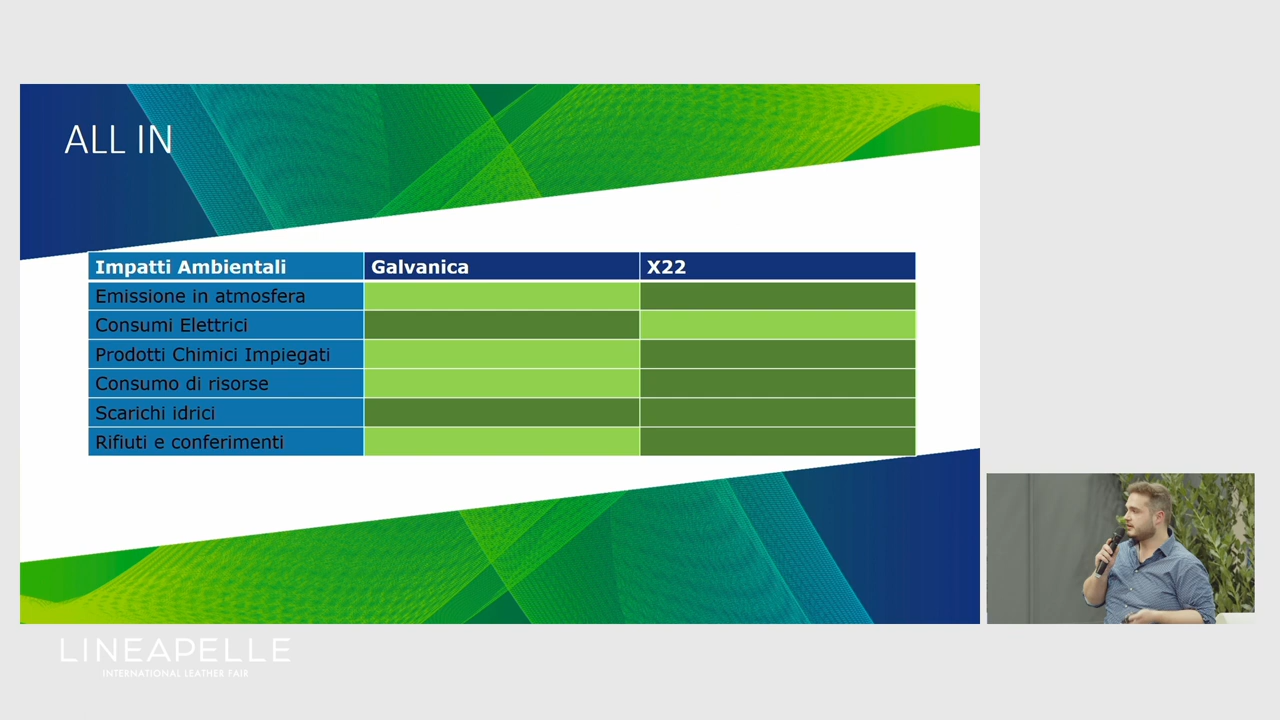 ALL IN
Impatti Ambientali Galvanica X22
Emissione in atmosfera
Consumi Elettrici
Prodotti Chimici Impiegati
Consumo di risorse
Scarichi idrici
Rifiuti e conferimenti
LINEAPELLE
INTERNATIONAL LEATHER FAIR